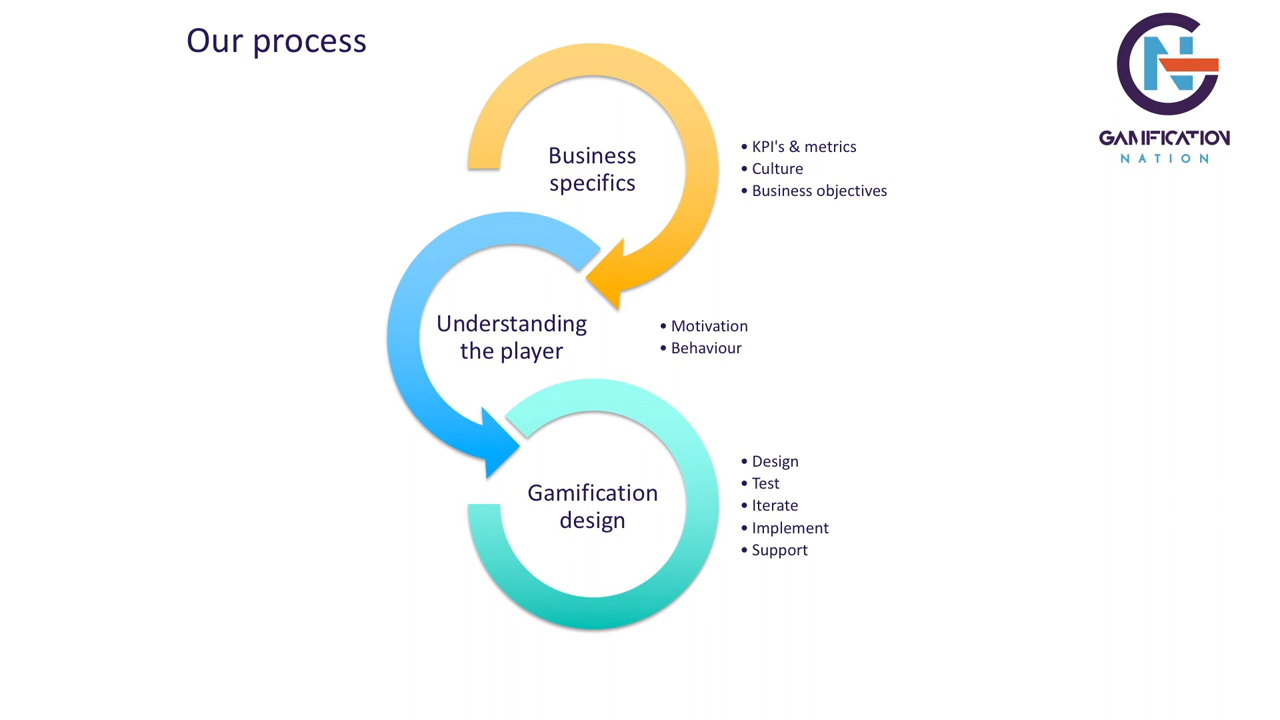 Our process
GAMIFICATION
NATION
Business
specifics
• KPI's & metrics
• Culture
• Business objectives
Understanding
the player
• Motivation
• Behaviour
Gamification
design
• Design
• Test
• Iterate
• Implement
• Support